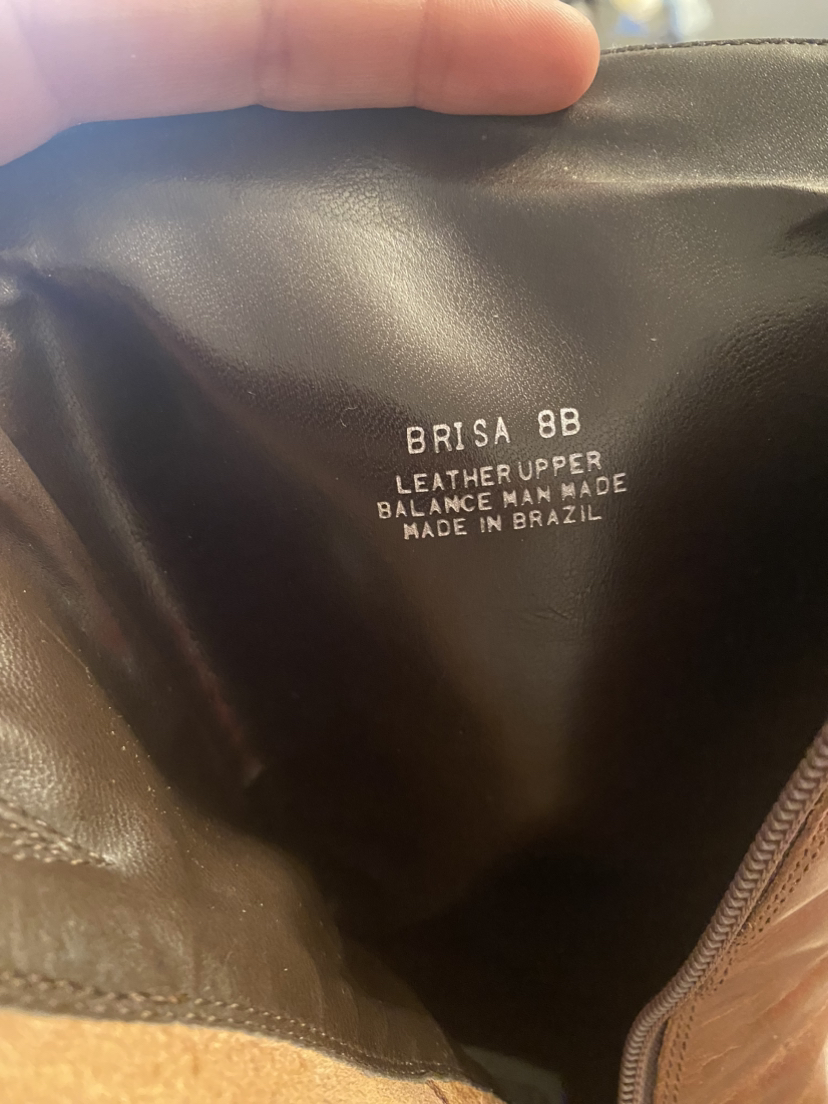 BRISA 8B
LEATHER UPPER
BALANCE MAN MADE
MADE IN BRAZIL